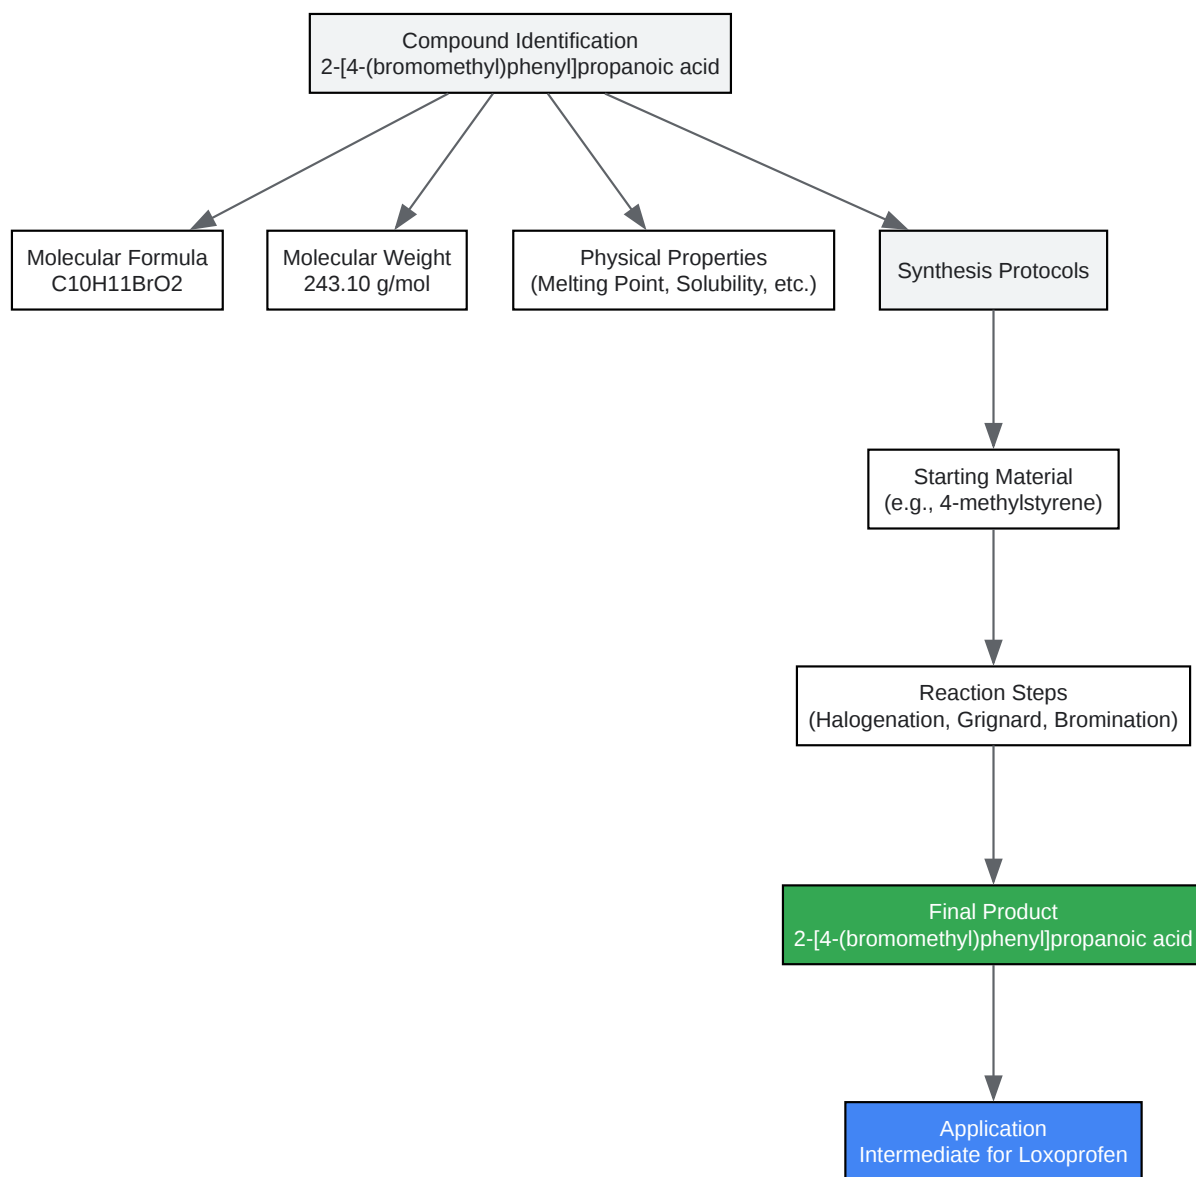 Compound Identification
2-[4-(bromomethyl)phenyl]propanoic acid
Molecular Formula
C10H11BrO2
Molecular Weight
243.10 g/mol
Physical Properties
(Melting Point, Solubility, etc.)
Synthesis Protocols
Starting Material
(e.g., 4-methylstyrene)
Reaction Steps
(Halogenation, Grignard, Bromination)
Final Product
2-[4-(bromomethyl)phenyl]propanoic acid
Application
Intermediate for Loxoprofen